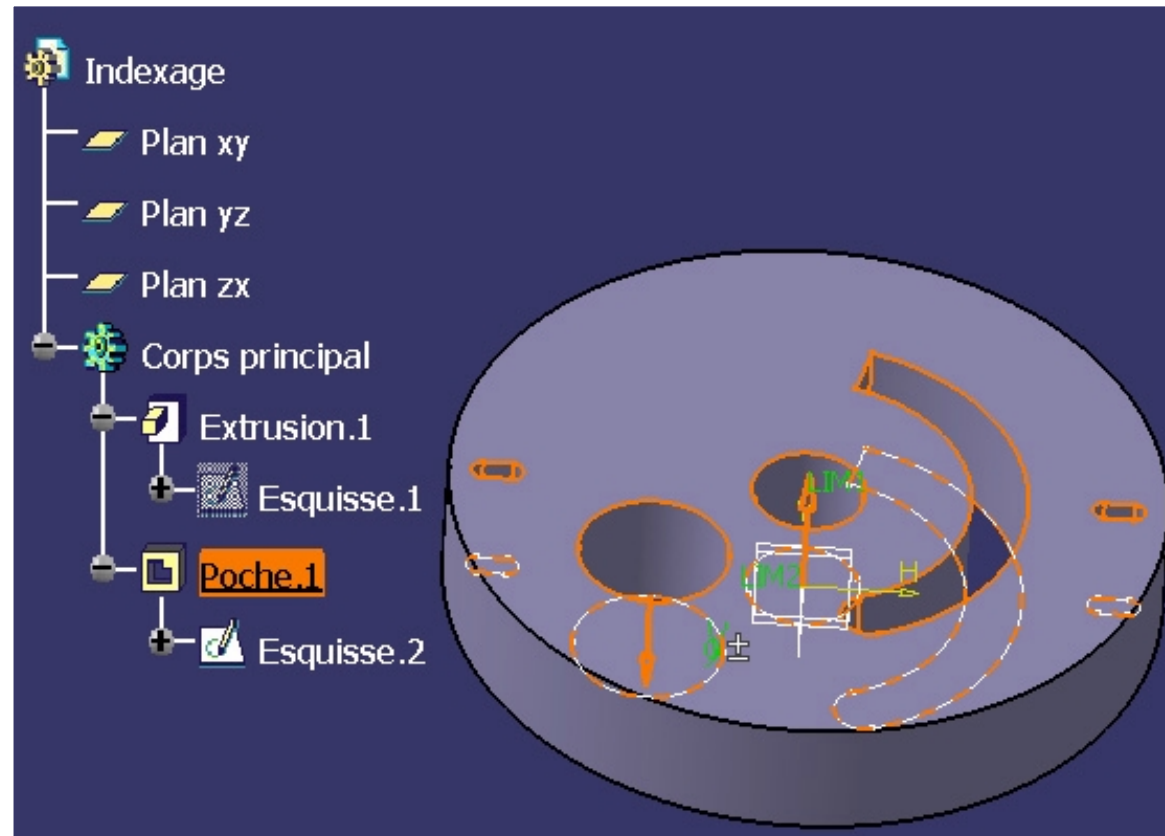 Indexage
Plan xy
Plan yz
Plan zx
Corps principal
Extrusion.1
Esquisse.1
Poche.1
Esquisse.2
LIM1
LIM2
H